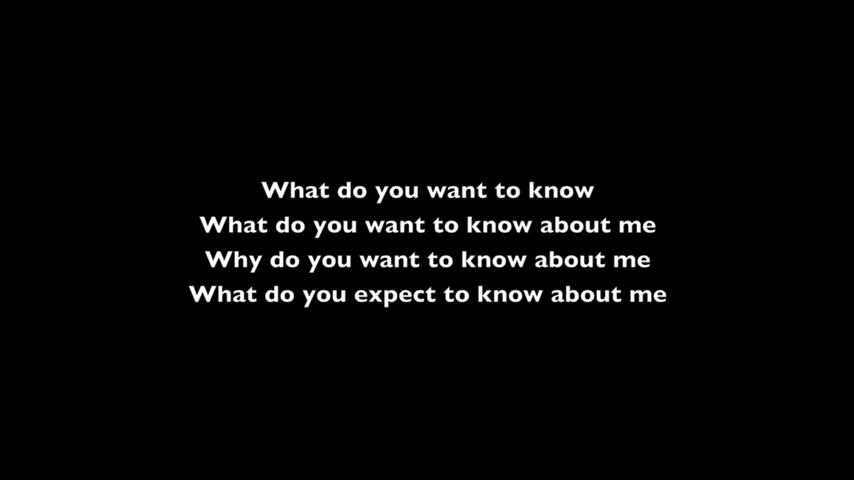 What do you want to know
What do you want to know about me
Why do you want to know about me
What do you expect to know about me